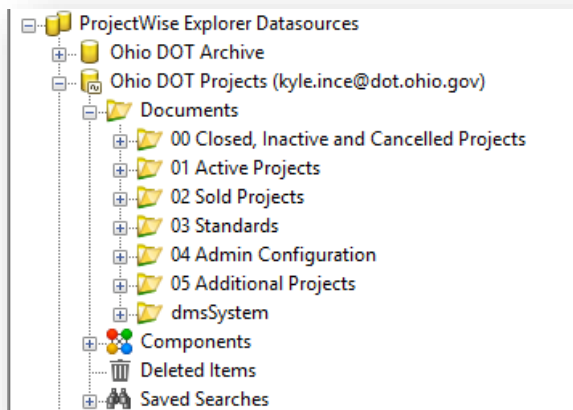 ProjectWise Explorer Datasources
Ohio DOT Archive
Ohio DOT Projects (kyle.ince@dot.ohio.gov)
Documents
00 Closed, Inactive and Cancelled Projects
01 Active Projects
02 Sold Projects
03 Standards
04 Admin Configuration
05 Additional Projects
dmsSystem
Components
Deleted Items
Saved Searches